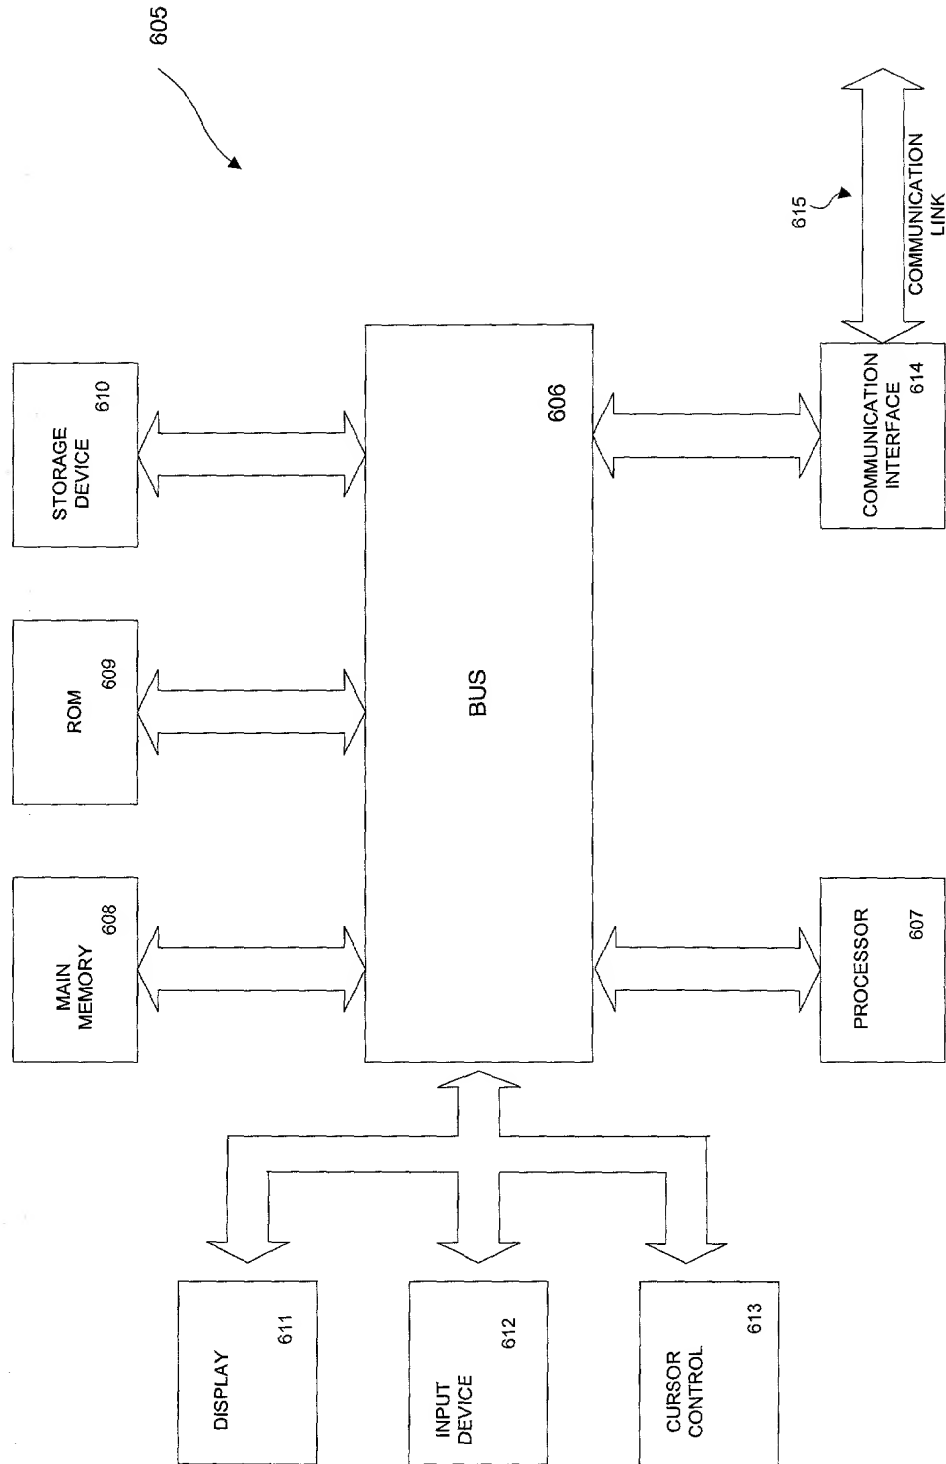 605
MAIN
MEMORY
608
ROM
609
STORAGE
DEVICE
610
DISPLAY
611
INPUT
DEVICE
612
CURSOR
CONTROL
613
BUS
606
PROCESSOR
607
COMMUNICATION
INTERFACE
614
615
COMMUNICATION
LINK